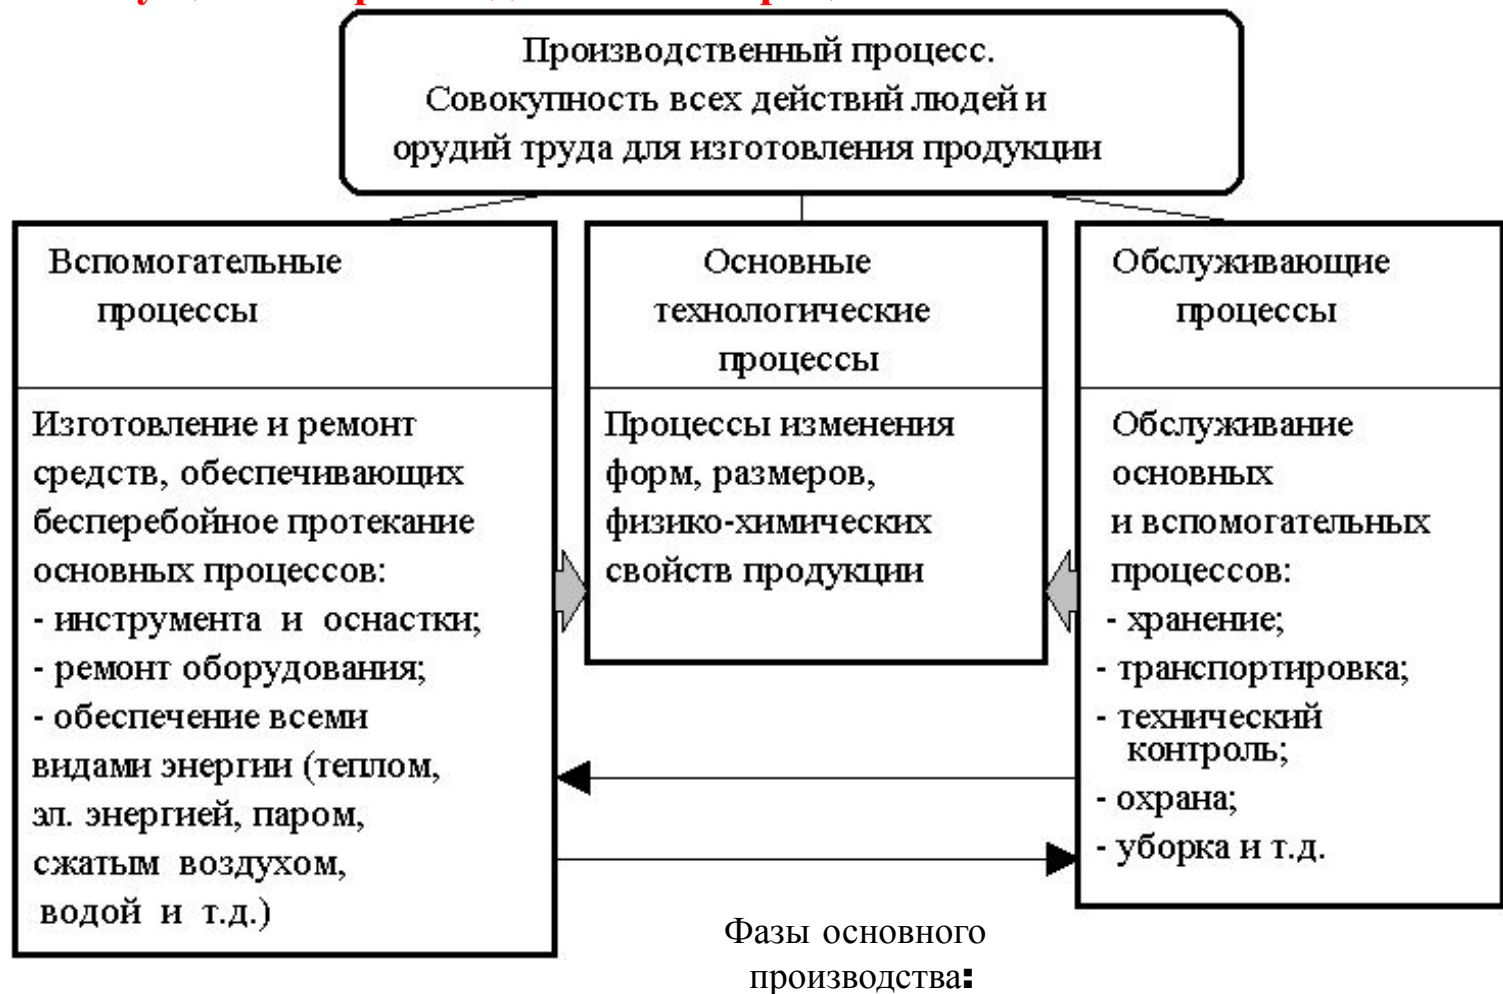 Производственный процесс.
Совокупность всех действий людей и
орудий труда для изготовления продукции
Вспомогательные
процессы
Изготовление и ремонт
средств, обеспечивающих
бесперебойное протекание
основных процессов:
- инструмента и оснастки;
- ремонт оборудования;
- обеспечение всеми
видами энергии (теплом,
эл. энергией, паром,
сжатым воздухом,
водой и т.д.)
Основные
технологические
процессы
Процессы изменения
форм, размеров,
физико-химических
свойств продукции
Обслуживающие
процессы
Обслуживание
основных
и вспомогательных
процессов:
- хранение;
- транспортировка;
- технический
контроль;
- охрана;
- уборка и т.д.
Фазы основного
производства: